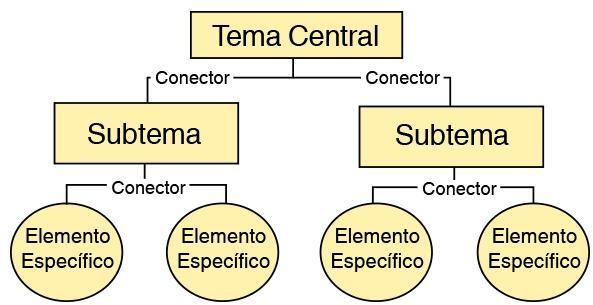 Tema Central
Conector Conector
Subtema Subtema
Conector Conector
Elemento Elemento Elemento Elemento
Específico Específico Específico Específico